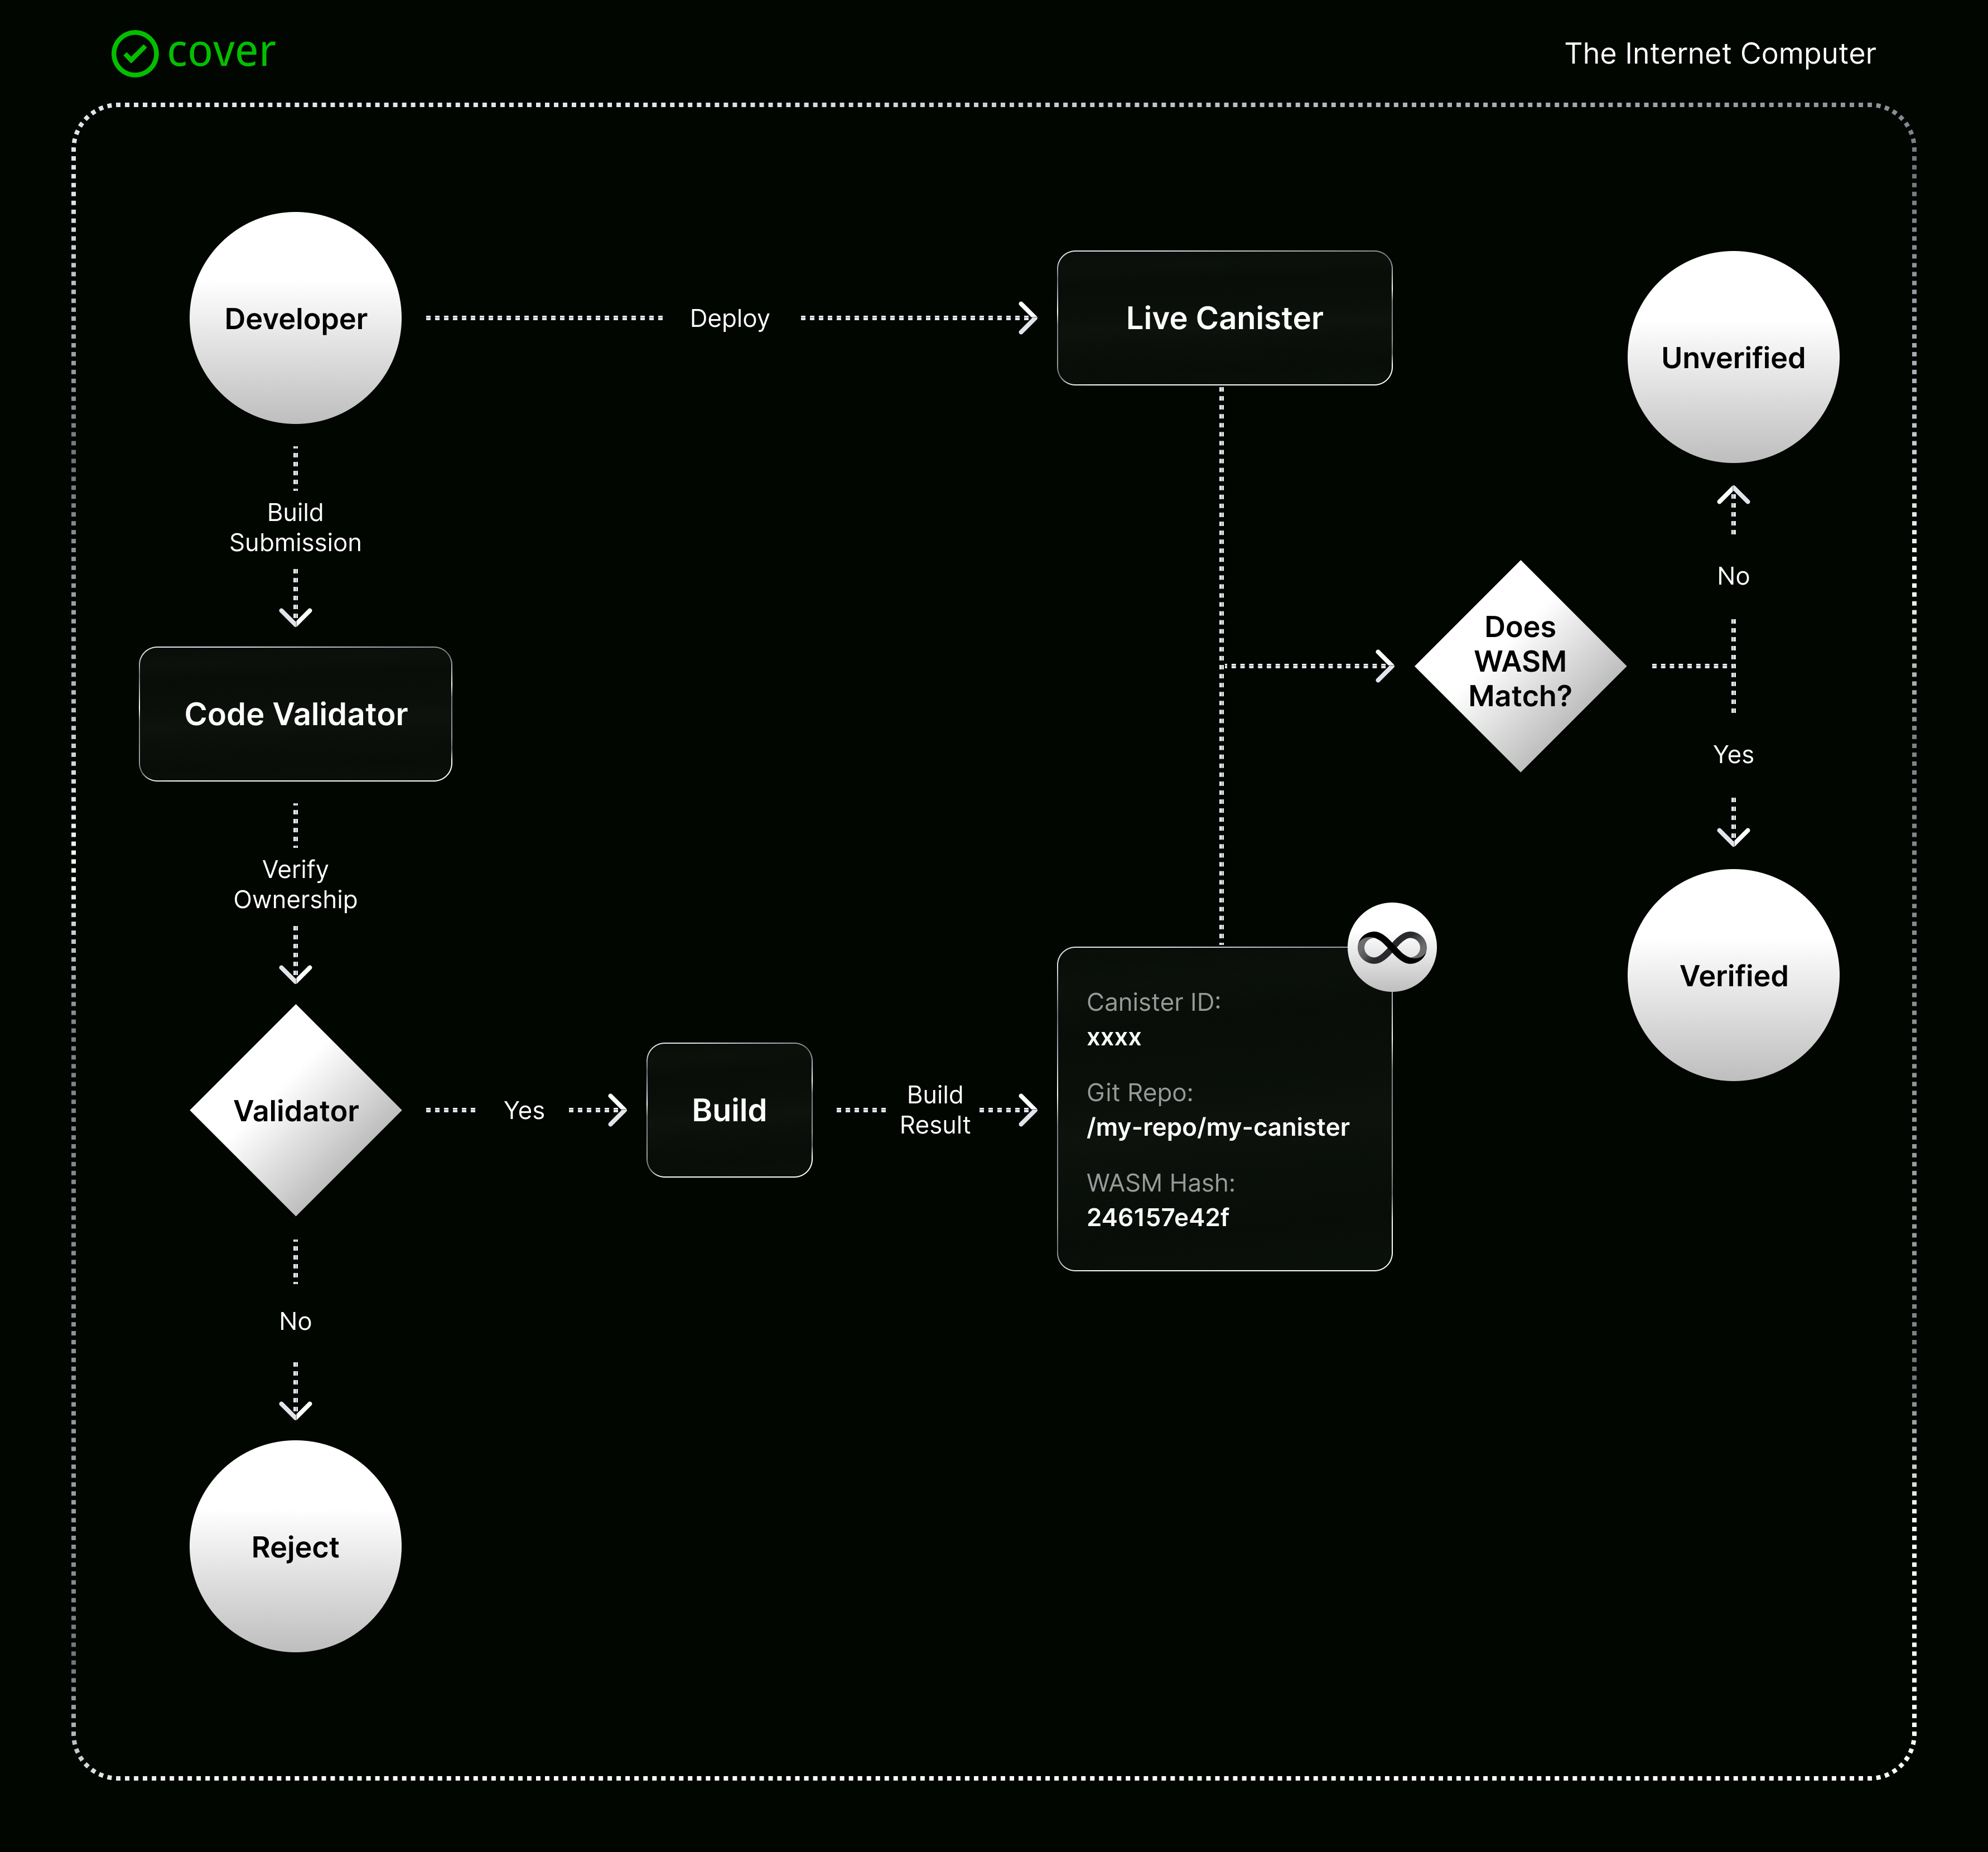 cover
The Internet Computer
Developer
Deploy
Live Canister
Unverified
Build
Submission
No
Does
WASM
Match?
Code Validator
Yes
Verify
Ownership
Verified
Canister ID:
xxxx
Validator
Yes
Build
Build
Result
Git Repo:
/my-repo/my-canister
WASM Hash:
246157e42f
No
Reject